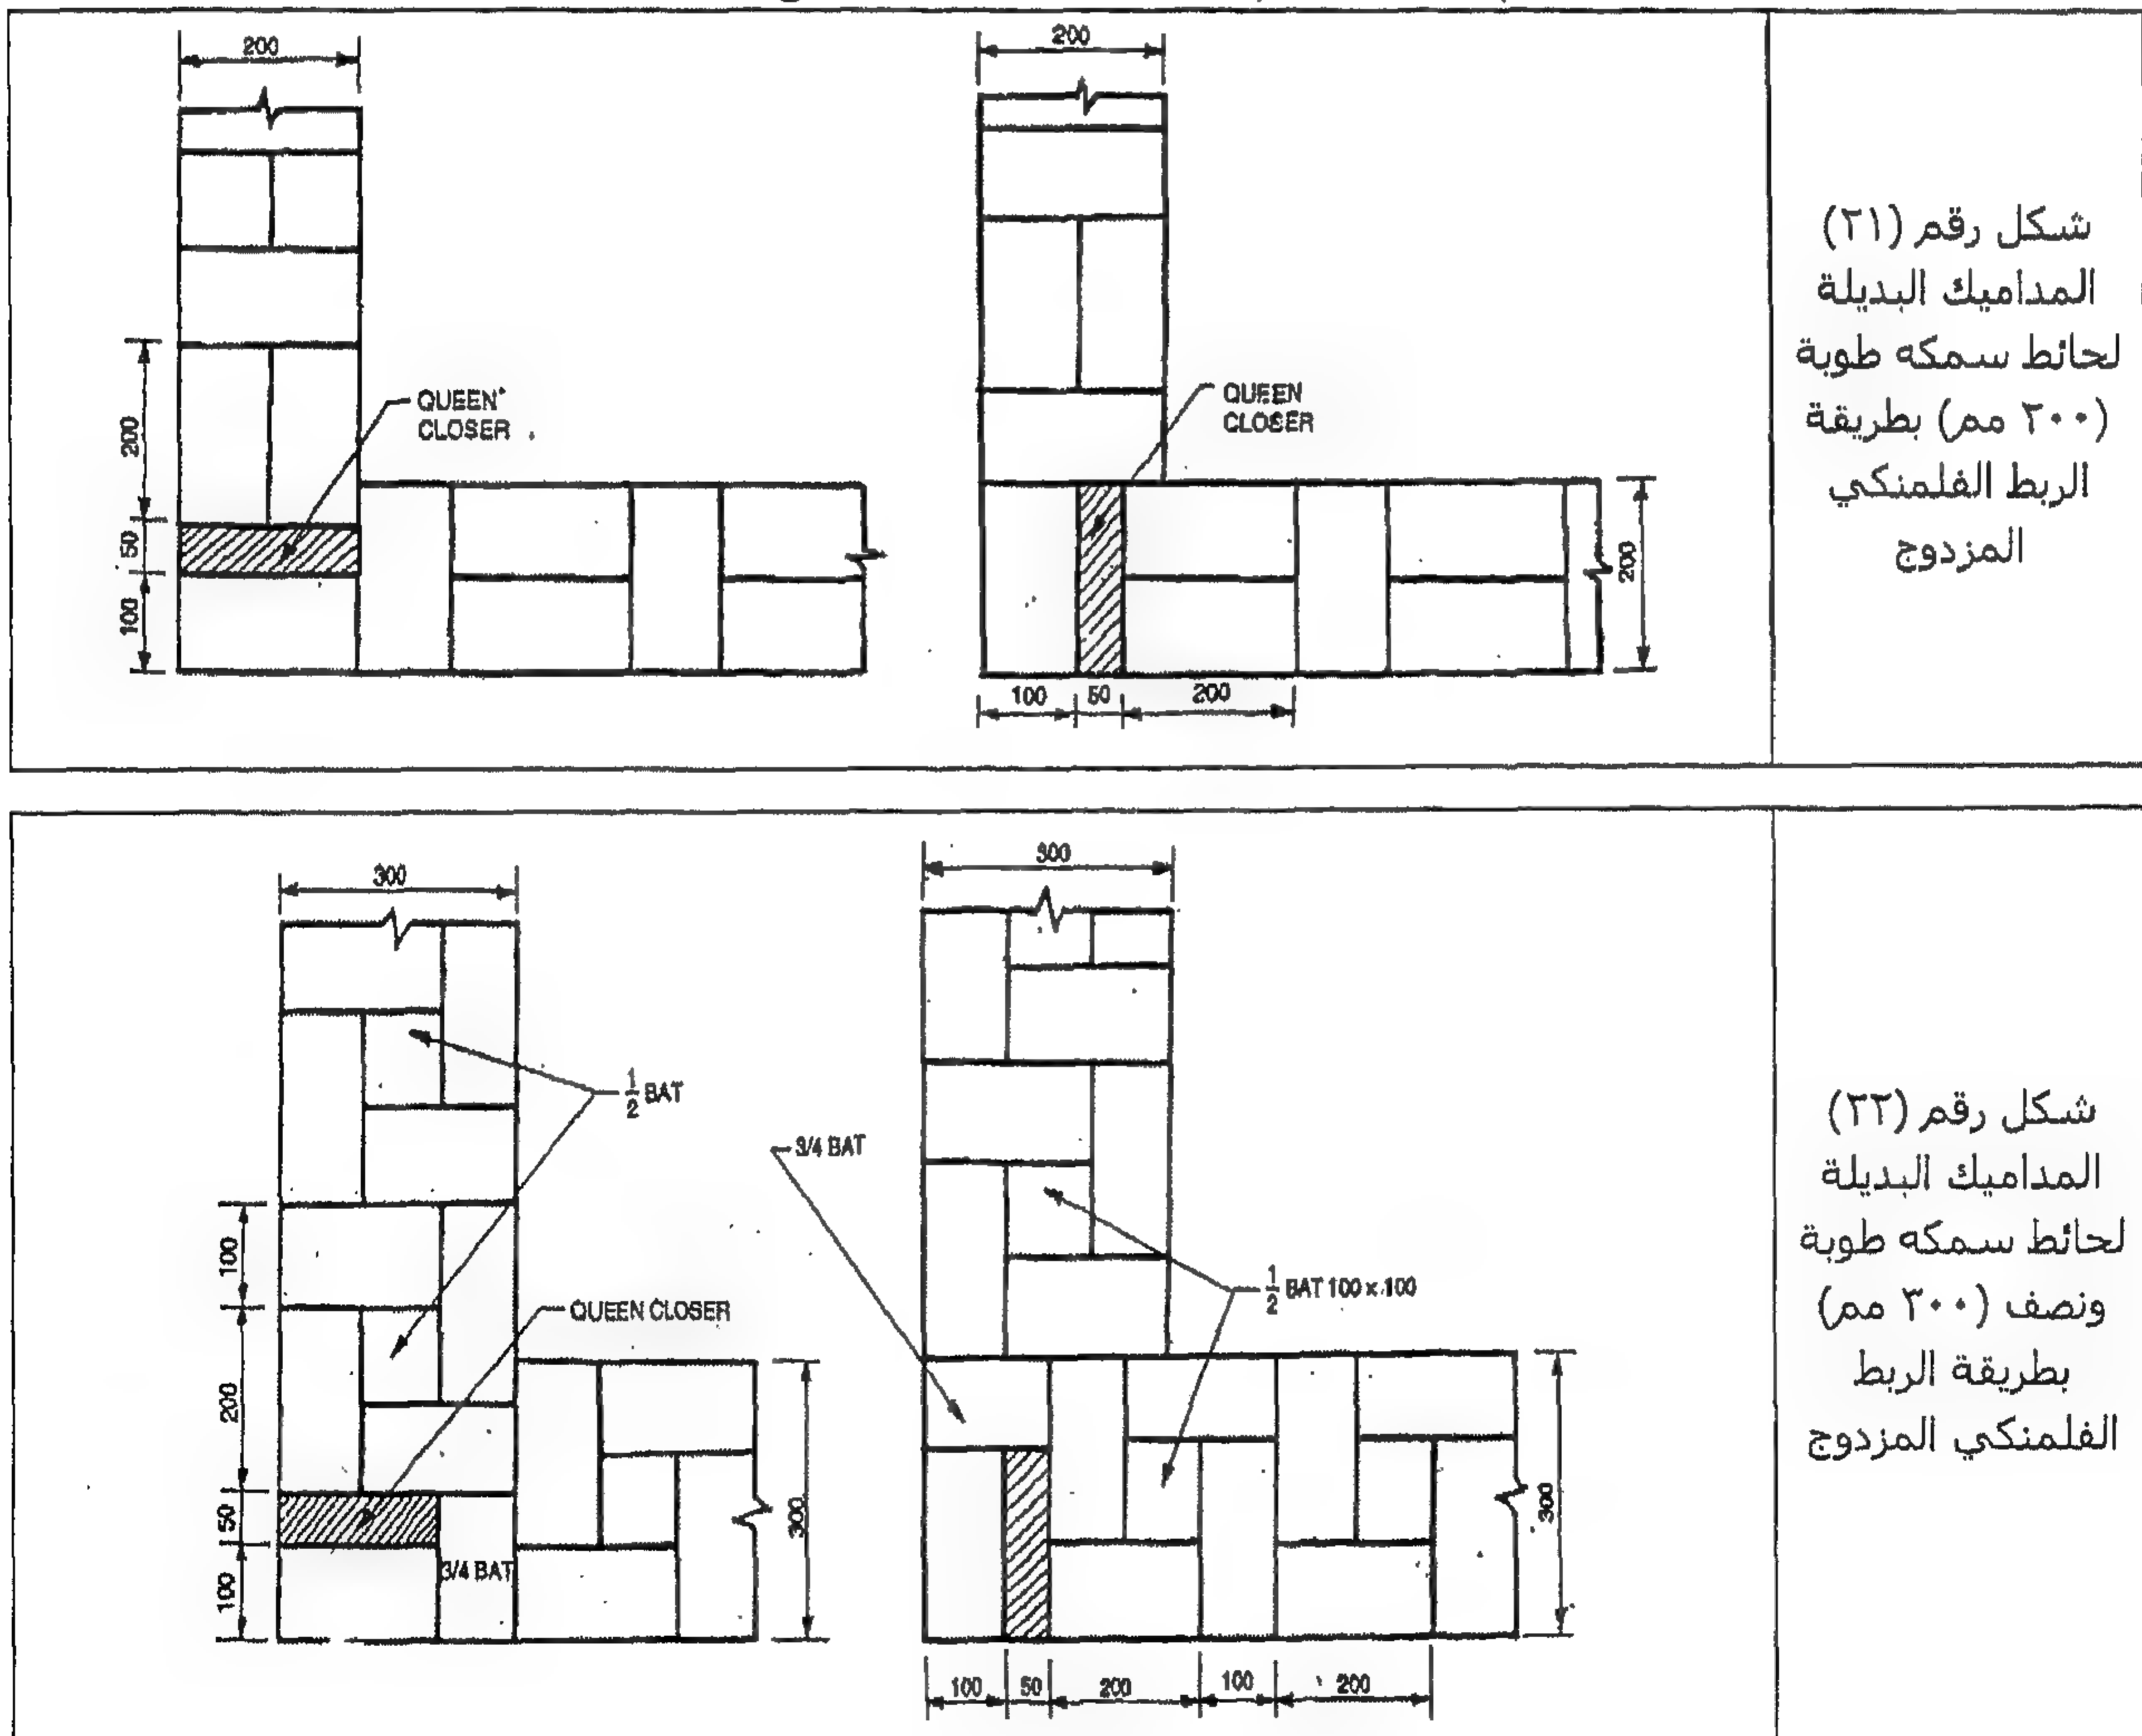 200
200
QUEEN
CLOSER
QUEEN
CLOSER
200
50
100
200
100
50
200
شكل رقم (٢١)
المداميك البديلة
لحائط سمكه طوبة
(٢٠٠ مم) بطريقة
الربط الفلمنكي
المزدوج
300
300
1/2 BAT
3/4 BAT
1/2 BAT 100 x 100
QUEEN CLOSER
100
200
50
100
3/4 BAT
300
300
100
50
200
100
200
شكل رقم (٢٢)
المداميك البديلة
لحائط سمكه طوبة
ونصف (٣٠٠ مم)
بطريقة الربط
الفلمنكي المزدوج